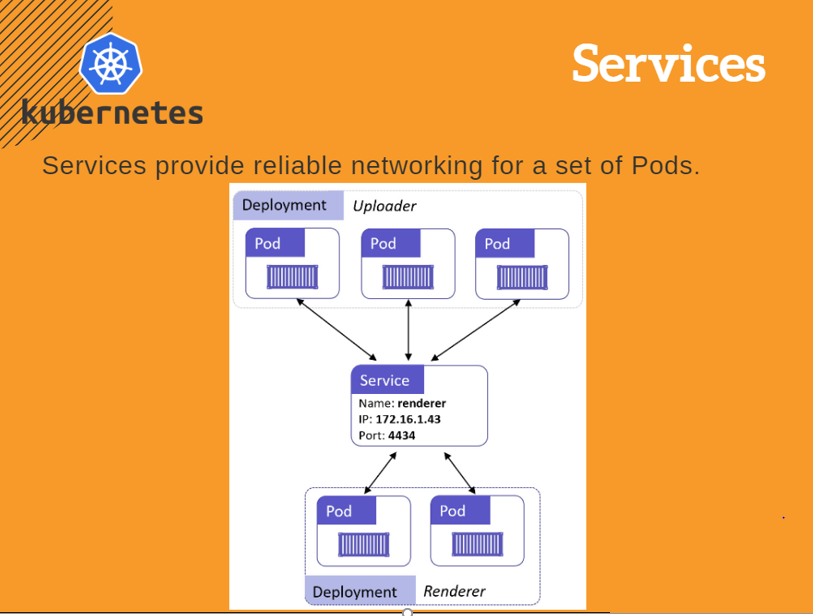 Services
kubernetes
Services provide reliable networking for a set of Pods.
Deployment Uploader
Pod Pod Pod
Service
Name: renderer
IP: 172.16.1.43
Port: 4434
Pod Pod
Deployment Renderer